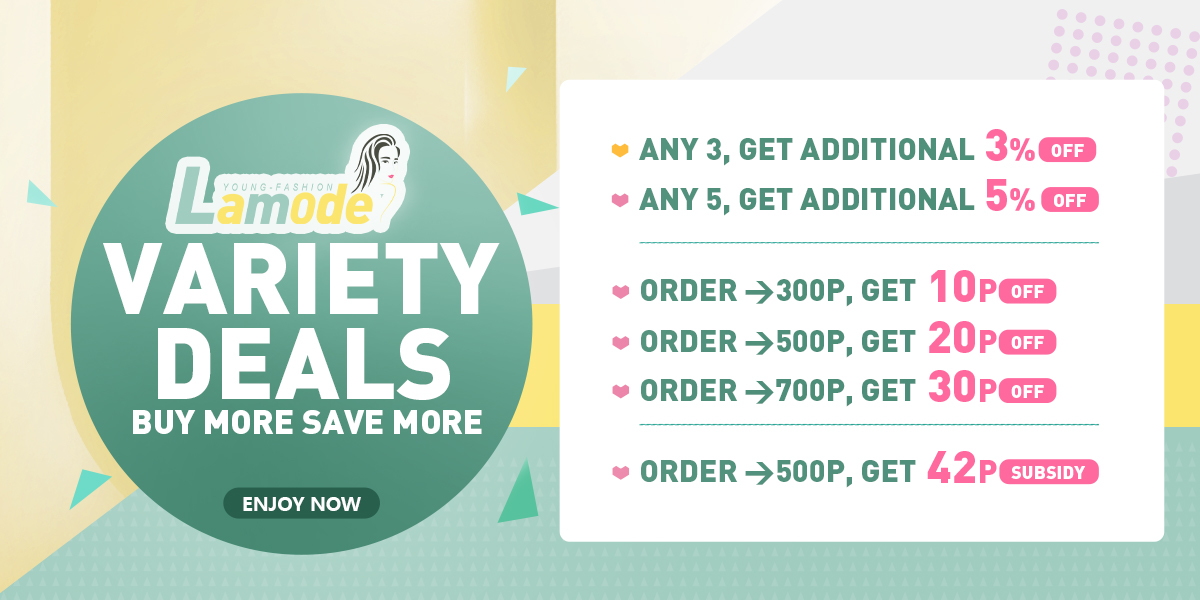 YOUNG-FASHION
Lamode
VARIETY
DEALS
BUY MORE SAVE MORE
ENJOY NOW
ANY 3, GET ADDITIONAL 3% OFF
ANY 5, GET ADDITIONAL 5% OFF
ORDER →300P, GET 10P OFF
ORDER →500P, GET 20P OFF
ORDER →700P, GET 30P OFF
ORDER →500P, GET 42P SUBSIDY